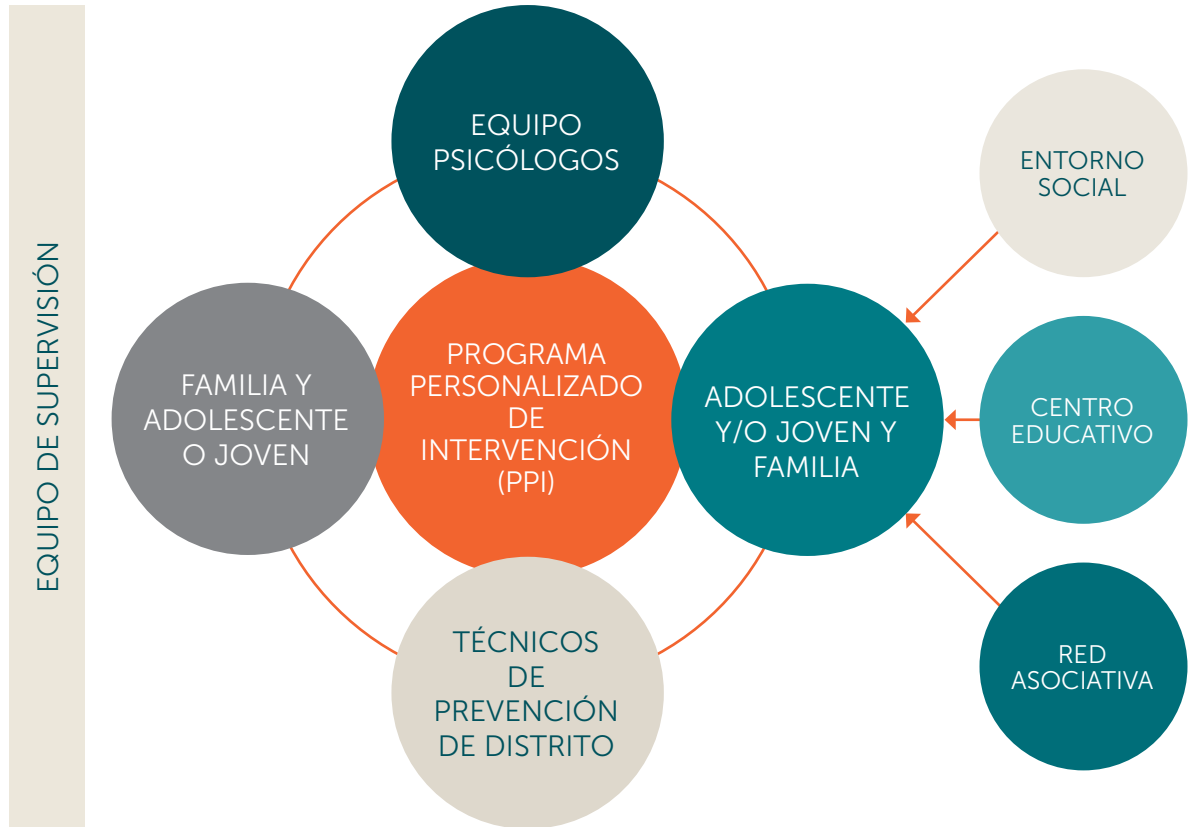 EQUIPO DE SUPERVISIÓN
EQUIPO
PSICÓLOGOS
FAMILIA Y
ADOLESCENTE
O JOVEN
PROGRAMA
PERSONALIZADO
DE
INTERVENCIÓN
(PPI)
ADOLESCENTE
Y/O JOVEN Y
FAMILIA
TÉCNICOS
DE
PREVENCIÓN
DE DISTRITO
ENTORNO
SOCIAL
CENTRO
EDUCATIVO
RED
ASOCIATIVA